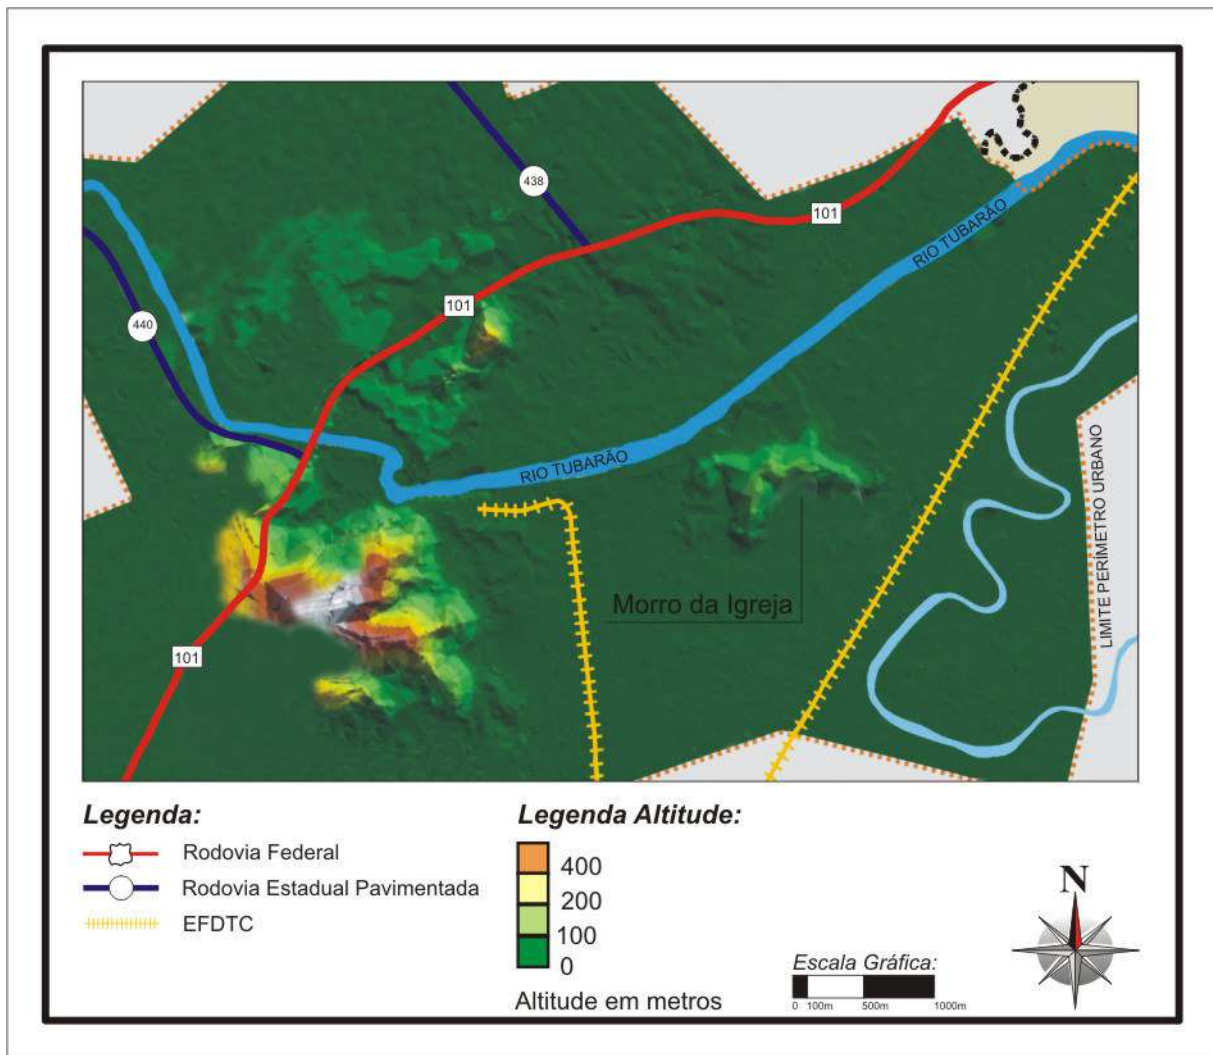 438
101
RIO TUBARÃO
101
440
RIO TUBARÃO
LIMITE PERÍMETRO URBANO
Morro da Igreja
101
Legenda:
Rodovia Federal
Rodovia Estadual Pavimentada
EFDTC
Legenda Altitude:
400
200
100
0
Altitude em metros
Escala Gráfica:
0 100m 500m 1000m
N